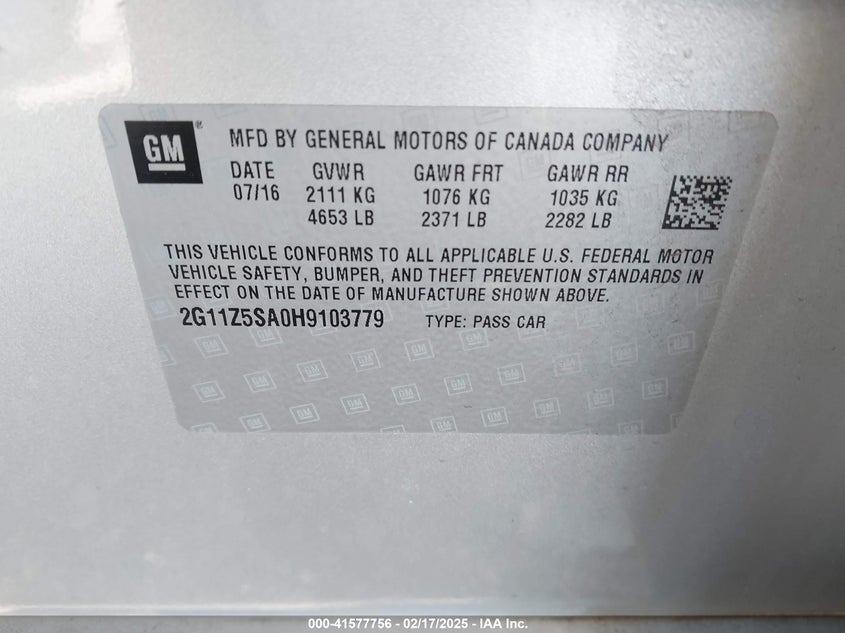 GM ® MFD BY GENERAL MOTORS OF CANADA COMPANY
DATE GVWR GAWR FRT GAWR RR
07/16 2111 KG 1076 KG 1035 KG
4653 LB 2371 LB 2282 LB
THIS VEHICLE CONFORMS TO ALL APPLICABLE U.S. FEDERAL MOTOR
VEHICLE SAFETY, BUMPER, AND THEFT PREVENTION STANDARDS IN
EFFECT ON THE DATE OF MANUFACTURE SHOWN ABOVE.
2G11Z5SA0H9103779 TYPE: PASS CAR
000-41577756 - 02/17/2025 - IAA Inc.